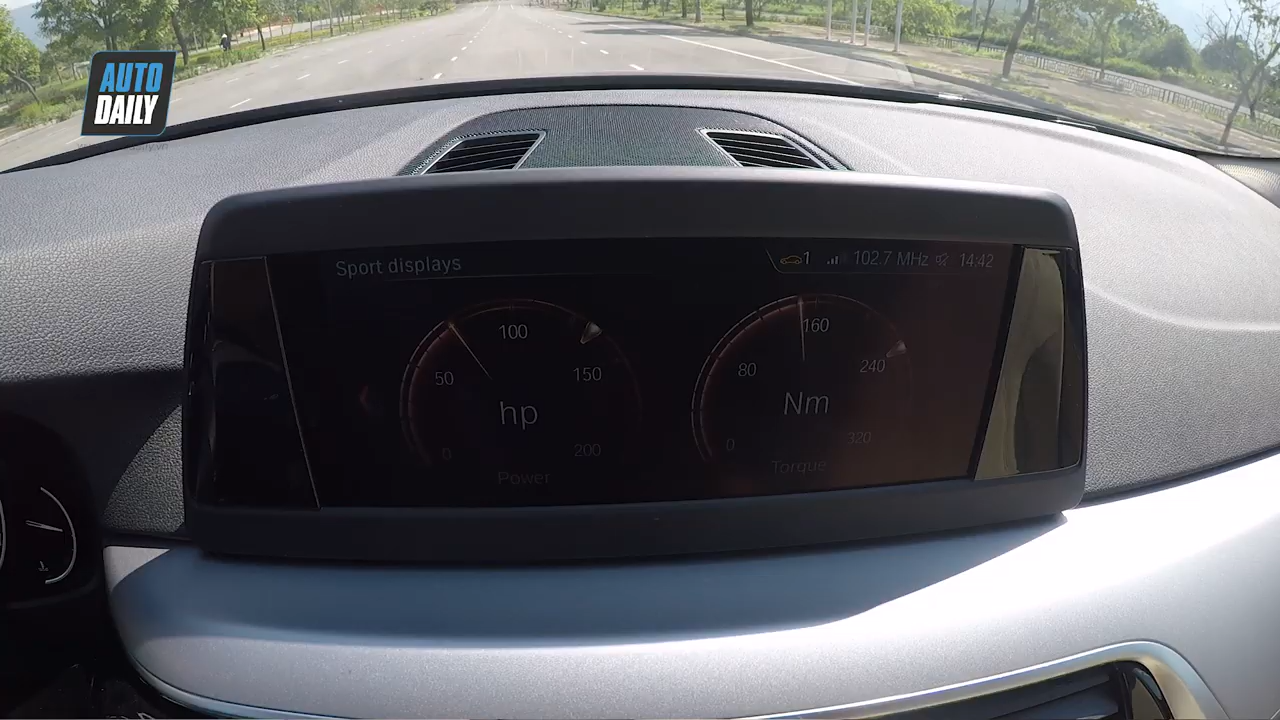 AUTO
DAILY
Sport displays
1 102.7 MHz 14:42
0 50 100 150 200
hp
Power
0 80 160 240 320
Nm
Torque